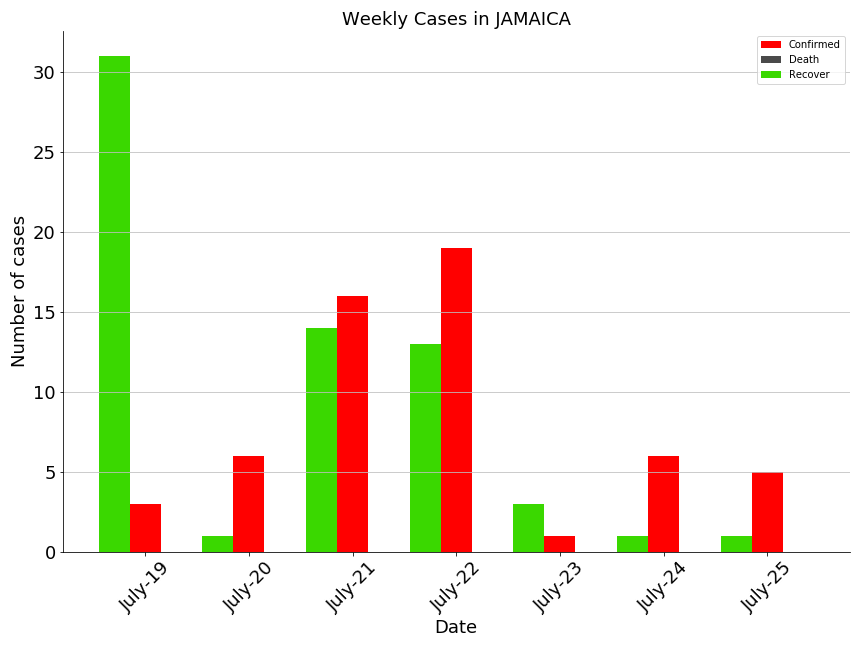 Weekly Cases in JAMAICA
Confirmed
Death
Recover
Number of cases
30
25
20
15
10
5
0
July-19
July-20
July-21
July-22
July-23
July-24
July-25
Date